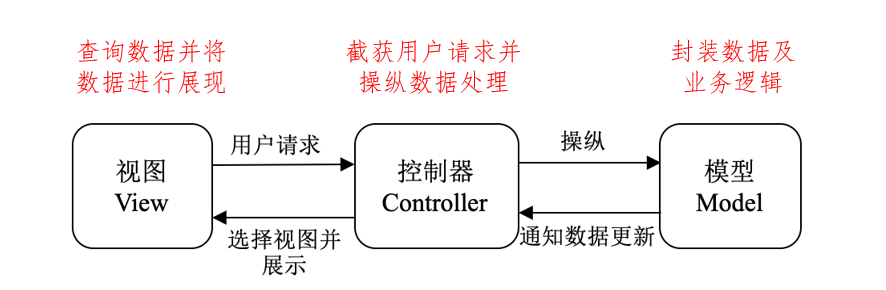 查询数据并将
数据进行展现
截获用户请求并
操纵数据处理
封装数据及
业务逻辑
视图
View
用户请求
选择视图并
展示
控制器
Controller
操纵
通知数据更新
模型
Model